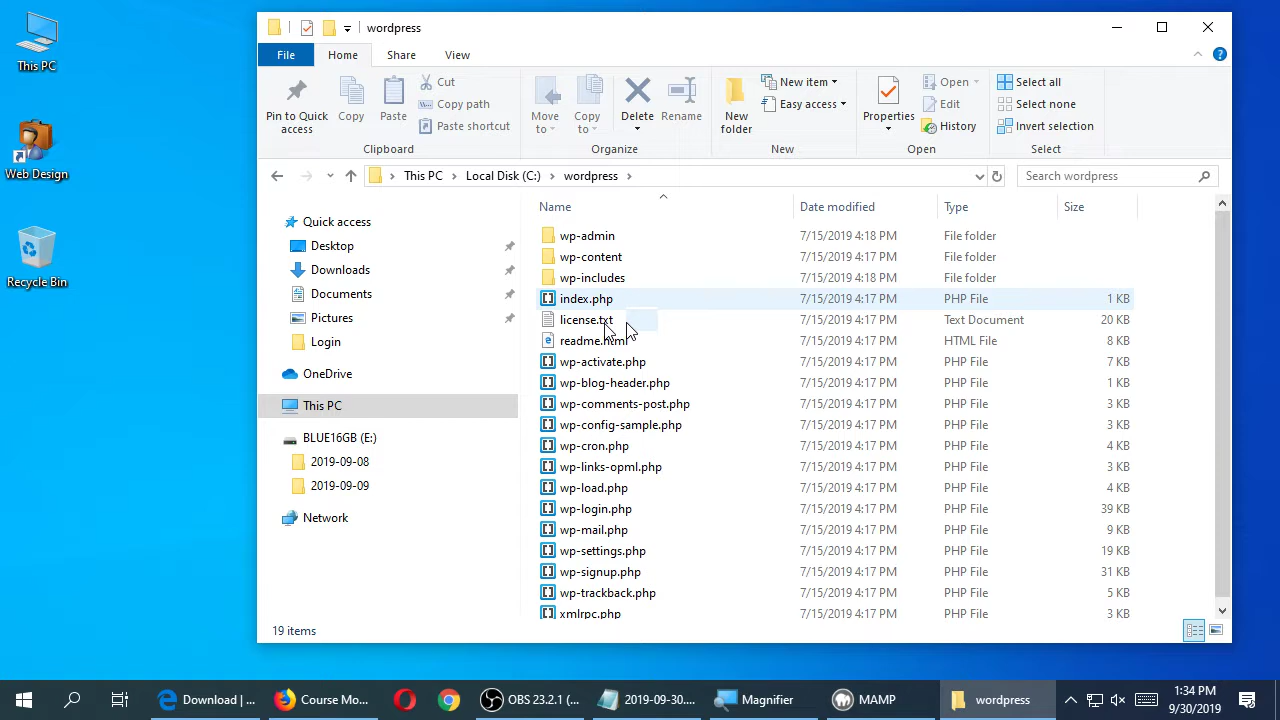 This PC
Web Design
Recycle Bin
wordpress
File Home Share View
Pin to Quick access
Copy
Paste
Cut
Copy path
Paste shortcut
Clipboard
Move to
Copy to
Delete
Rename
Organize
New folder
New item
Easy access
New
Properties
Open
Edit
History
Open
Select all
Select none
Invert selection
Select
This PC Local Disk (C:) wordpress
Search wordpress
Quick access
Desktop
Downloads
Documents
Pictures
Login
OneDrive
This PC
BLUE16GB (E:)
2019-09-08
2019-09-09
Network
Name Date modified Type Size
wp-admin 7/15/2019 4:18 PM File folder
wp-content 7/15/2019 4:17 PM File folder
wp-includes 7/15/2019 4:18 PM File folder
index.php 7/15/2019 4:17 PM PHP File 1 KB
license.txt 7/15/2019 4:17 PM Text Document 20 KB
readme.html 7/15/2019 4:17 PM HTML File 8 KB
wp-activate.php 7/15/2019 4:17 PM PHP File 7 KB
wp-blog-header.php 7/15/2019 4:17 PM PHP File 1 KB
wp-comments-post.php 7/15/2019 4:17 PM PHP File 3 KB
wp-config-sample.php 7/15/2019 4:17 PM PHP File 3 KB
wp-cron.php 7/15/2019 4:17 PM PHP File 4 KB
wp-links-opml.php 7/15/2019 4:17 PM PHP File 3 KB
wp-load.php 7/15/2019 4:17 PM PHP File 4 KB
wp-login.php 7/15/2019 4:17 PM PHP File 39 KB
wp-mail.php 7/15/2019 4:17 PM PHP File 9 KB
wp-settings.php 7/15/2019 4:17 PM PHP File 19 KB
wp-signup.php 7/15/2019 4:17 PM PHP File 31 KB
wp-trackback.php 7/15/2019 4:17 PM PHP File 5 KB
xmlrpc.php 7/15/2019 4:17 PM PHP File 3 KB
19 items
Download | ...
Course Mo...
OBS 23.2.1 (...
2019-09-30....
Magnifier
MAMP
wordpress
1:34 PM
9/30/2019